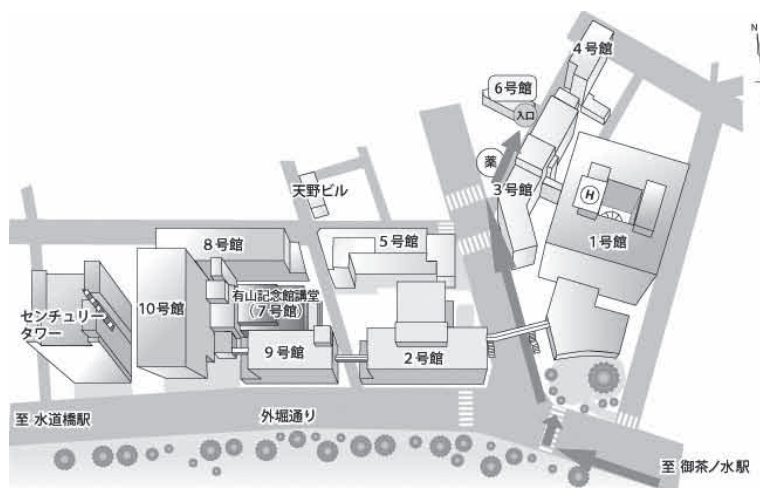 N
4号館
6号館
入口
薬
3号館
H
1号館
天野ビル
8号館
5号館
センチュリー
タワー
10号館
有山記念館講堂
（7号館）
9号館
2号館
至 水道橋駅
外堀通り
至 御茶ノ水駅